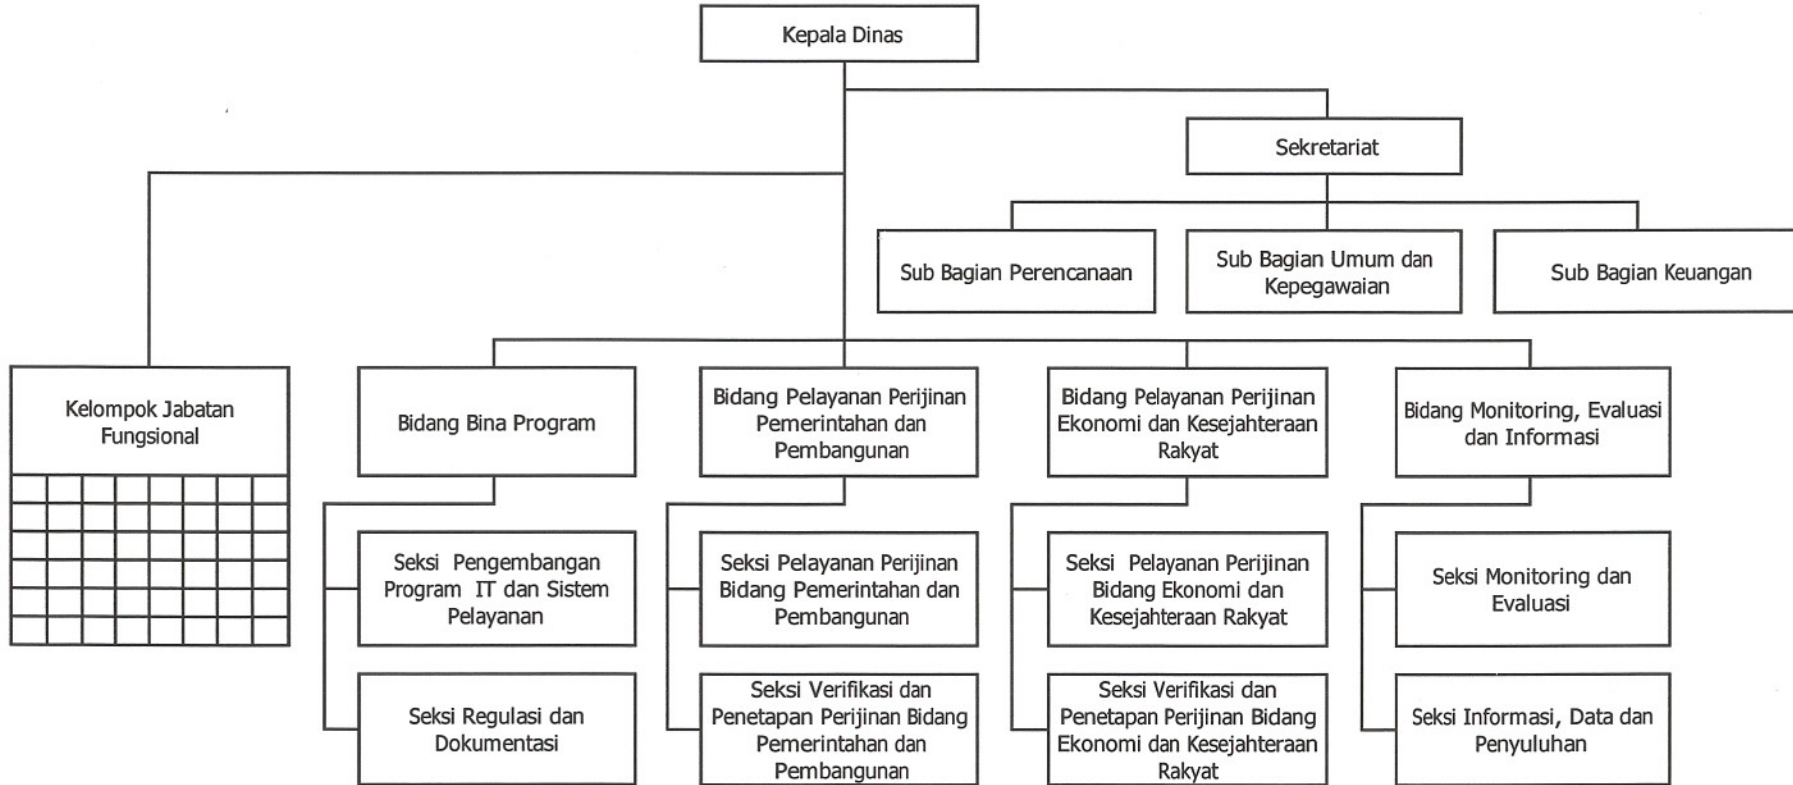 Kepala Dinas
Sekretariat
Sub Bagian Perencanaan
Sub Bagian Umum dan
Kepegawaian
Sub Bagian Keuangan
Kelompok Jabatan
Fungsional
Bidang Bina Program
Bidang Pelayanan Perijinan
Pemerintahan dan
Pembangunan
Bidang Pelayanan Perijinan
Ekonomi dan Kesejahteraan
Rakyat
Bidang Monitoring, Evaluasi
dan Informasi
Seksi Pengembangan
Program IT dan Sistem
Pelayanan
Seksi Pelayanan Perijinan
Bidang Pemerintahan dan
Pembangunan
Seksi Pelayanan Perijinan
Bidang Ekonomi dan
Kesejahteraan Rakyat
Seksi Monitoring dan
Evaluasi
Seksi Regulasi dan
Dokumentasi
Seksi Verifikasi dan
Penetapan Perijinan Bidang
Pemerintahan dan
Pembangunan
Seksi Verifikasi dan
Penetapan Perijinan Bidang
Ekonomi dan Kesejahteraan
Rakyat
Seksi Informasi, Data dan
Penyuluhan